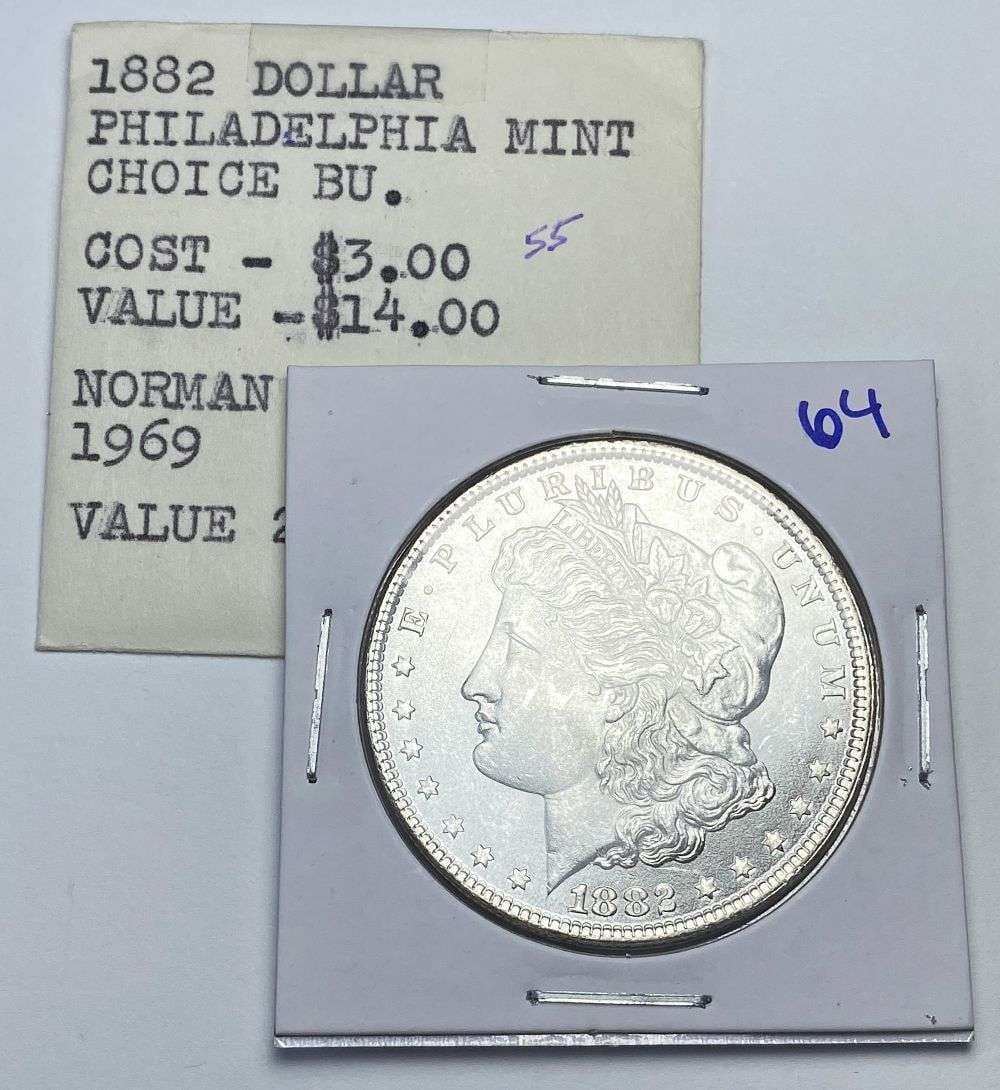 1882 DOLLAR
PHILADELPHIA MINT
CHOICE BU.
COST - $3.00
55
VALUE -$14.00
NORMAN
1969
VALUE 2
64
E·PLURIBUS·UNUM
LIBERTY
1882